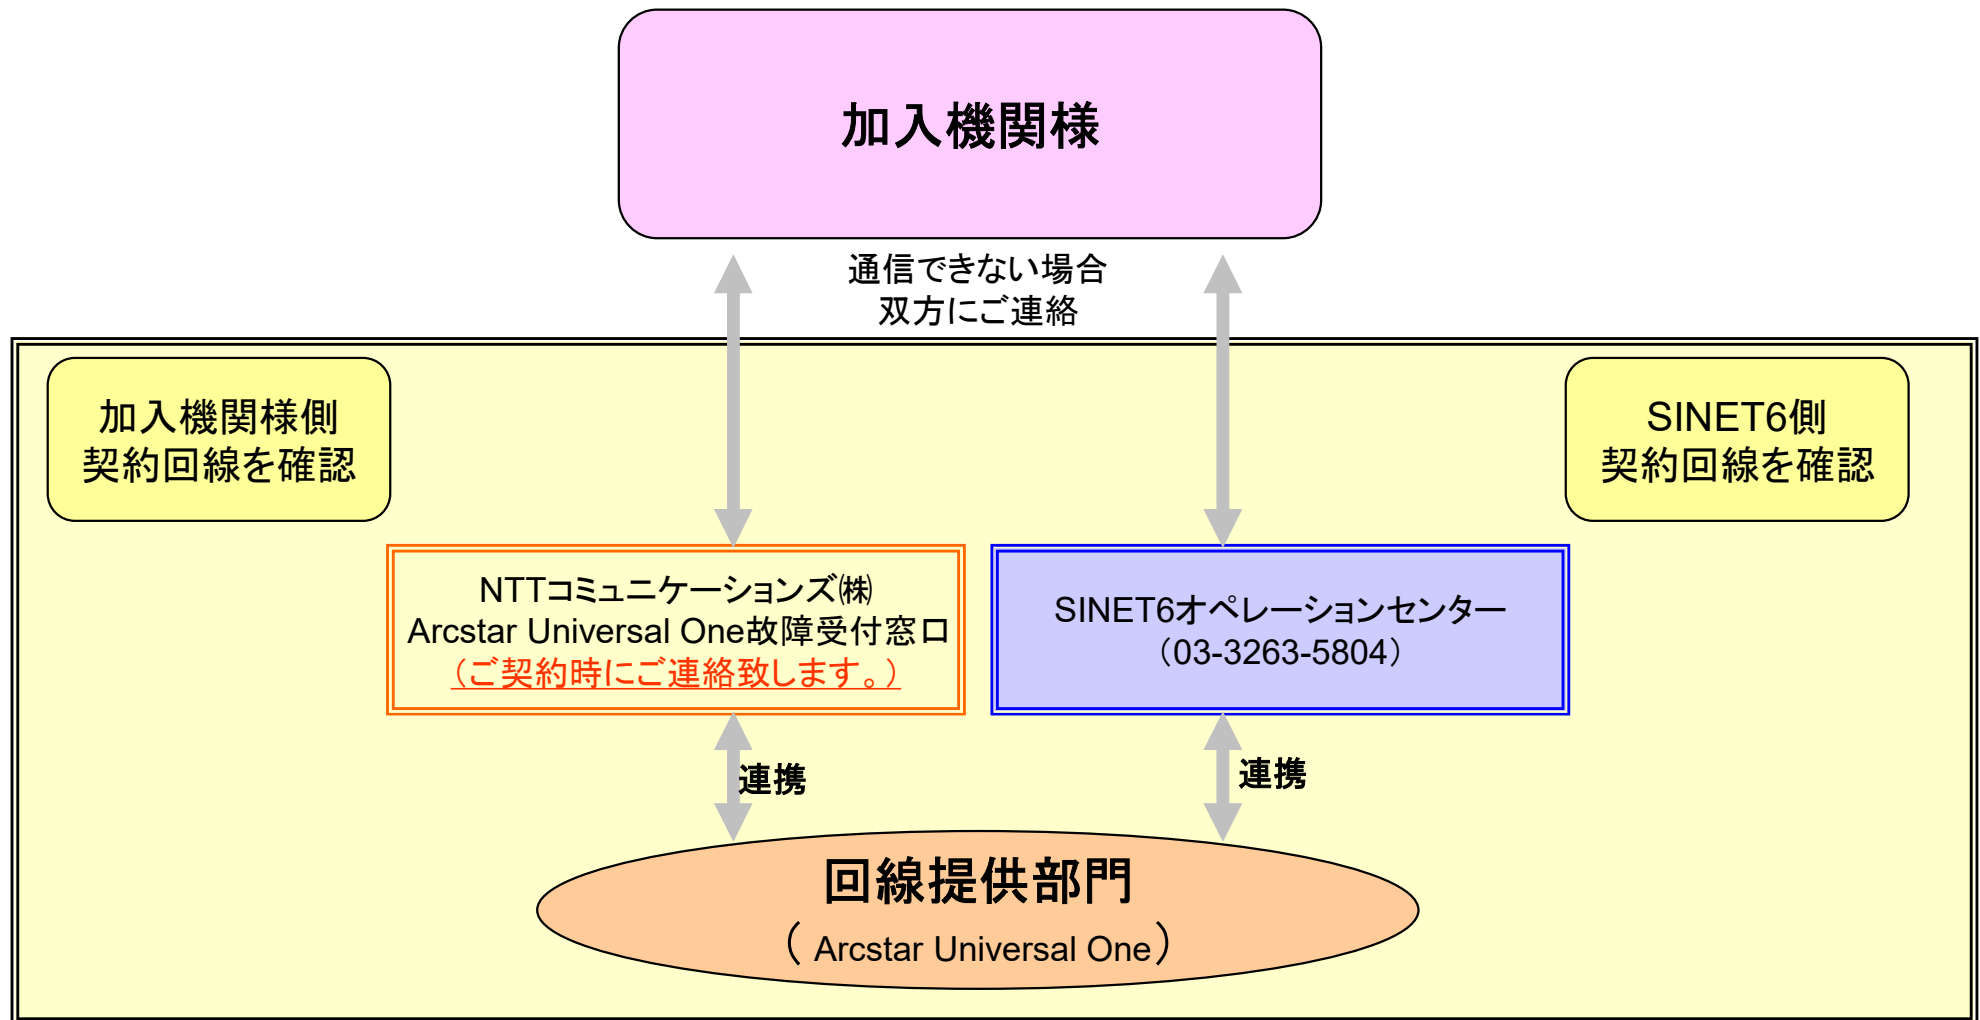 加入機関様
通信できない場合
双方にご連絡
加入機関様側
契約回線を確認
SINET6側
契約回線を確認
NTTコミュニケーションズ㈱
Arcstar Universal One故障受付窓口
（ご契約時にご連絡致します。）
SINET6オペレーションセンター
（03-3263-5804）
連携
連携
回線提供部門
（ Arcstar Universal One）